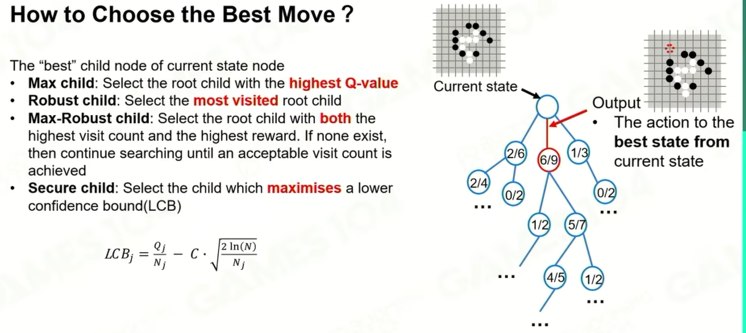 How to Choose the Best Move ?
The “best” child node of current state node
• Max child: Select the root child with the highest Q-value
• Robust child: Select the most visited root child
• Max-Robust child: Select the root child with both the
highest visit count and the highest reward. If none exist,
then continue searching until an acceptable visit count is
achieved
• Secure child: Select the child which maximises a lower
confidence bound(LCB)
LCB_j = Q_j / N_j − C · √(2 ln(N) / N_j)
Current state
Output
• The action to the
best state from
current state
2/6
6/9
1/3
2/4
0/2
0/2
...
...
1/2
5/7
...
4/5
1/2
...
...